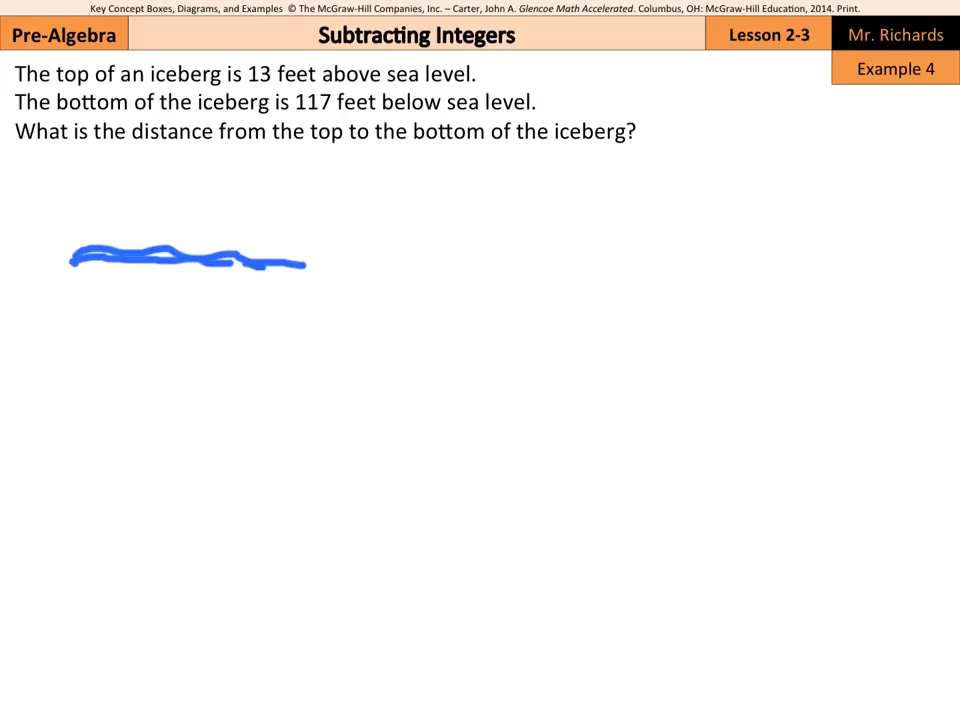 Key Concept Boxes, Diagrams, and Examples © The McGraw-Hill Companies, Inc. – Carter, John A. Glencoe Math Accelerated. Columbus, OH: McGraw-Hill Education, 2014. Print.
Pre-Algebra
Subtracting Integers
Lesson 2-3
Mr. Richards
Example 4
The top of an iceberg is 13 feet above sea level.
The bottom of the iceberg is 117 feet below sea level.
What is the distance from the top to the bottom of the iceberg?